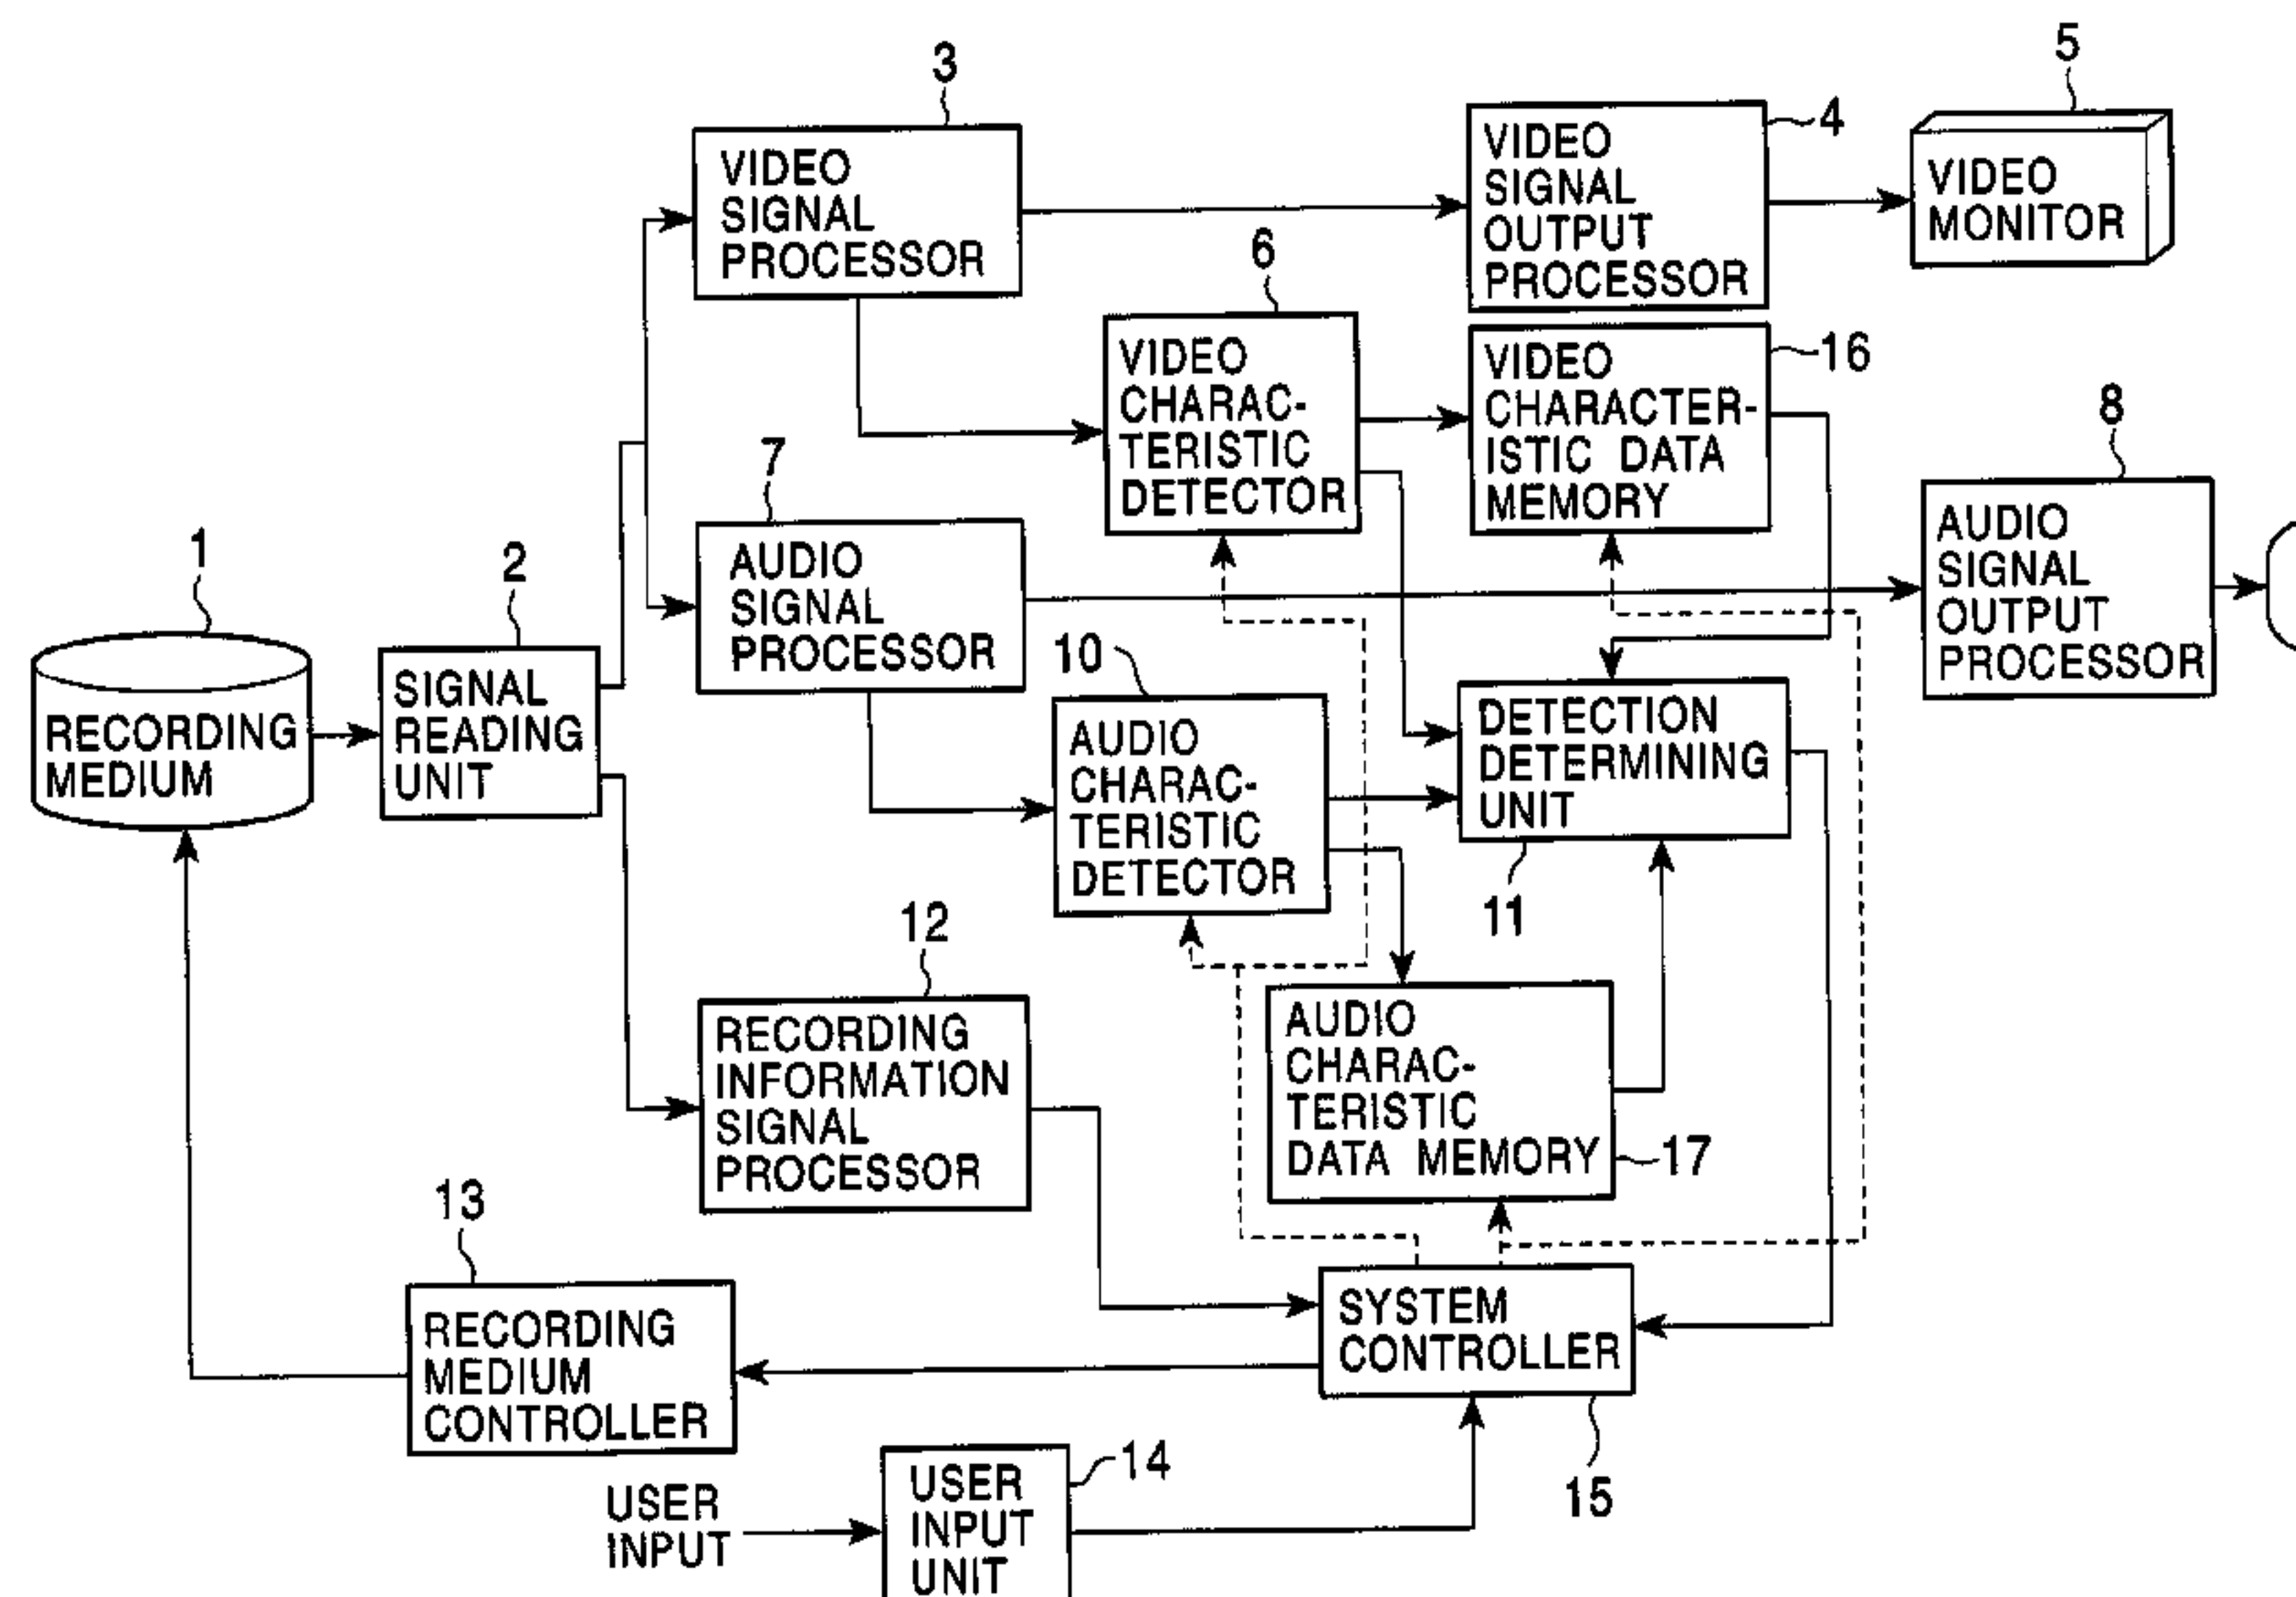 3
VIDEO
SIGNAL
PROCESSOR
VIDEO
SIGNAL
OUTPUT
PROCESSOR
4
5
VIDEO
MONITOR
6
VIDEO
CHARAC-
TERISTIC
DETECTOR
VIDEO
CHARACTER-
ISTIC DATA
MEMORY
16
7
AUDIO
SIGNAL
PROCESSOR
8
AUDIO
SIGNAL
OUTPUT
PROCESSOR
1
RECORDING
MEDIUM
2
SIGNAL
READING
UNIT
10
AUDIO
CHARAC-
TERISTIC
DETECTOR
DETECTION
DETERMINING
UNIT
11
12
RECORDING
INFORMATION
SIGNAL
PROCESSOR
AUDIO
CHARAC-
TERISTIC
DATA MEMORY
17
13
RECORDING
MEDIUM
CONTROLLER
SYSTEM
CONTROLLER
15
USER
INPUT
USER
INPUT
UNIT
14